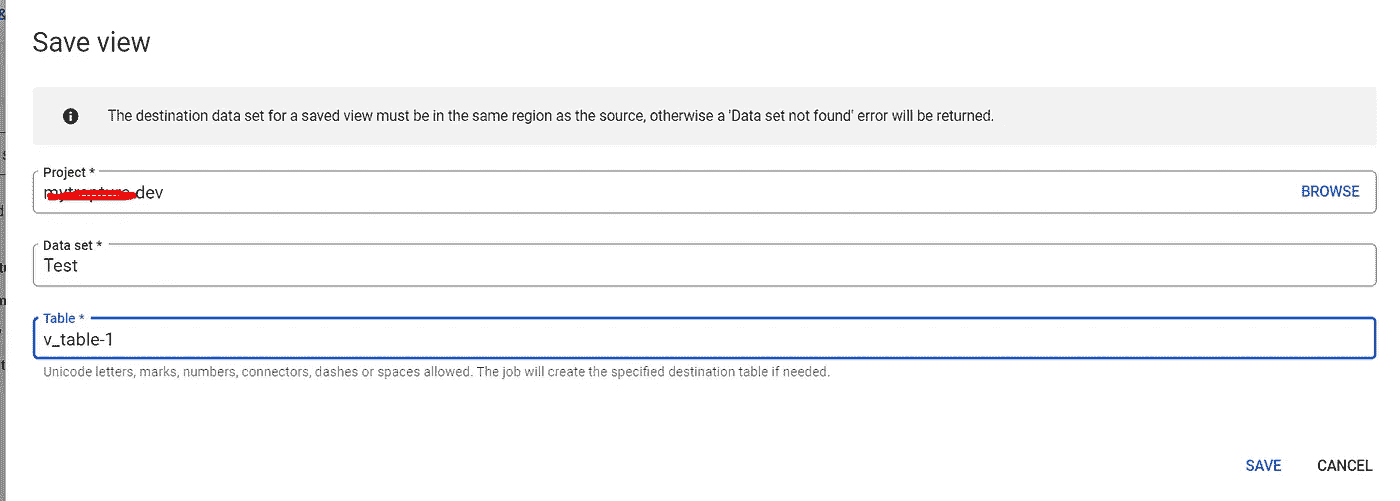 Save view
The destination data set for a saved view must be in the same region as the source, otherwise a 'Data set not found' error will be returned.
Project *
dev
BROWSE
Data set *
Test
Table *
v_table-1
Unicode letters, marks, numbers, connectors, dashes or spaces allowed. The job will create the specified destination table if needed.
SAVE CANCEL